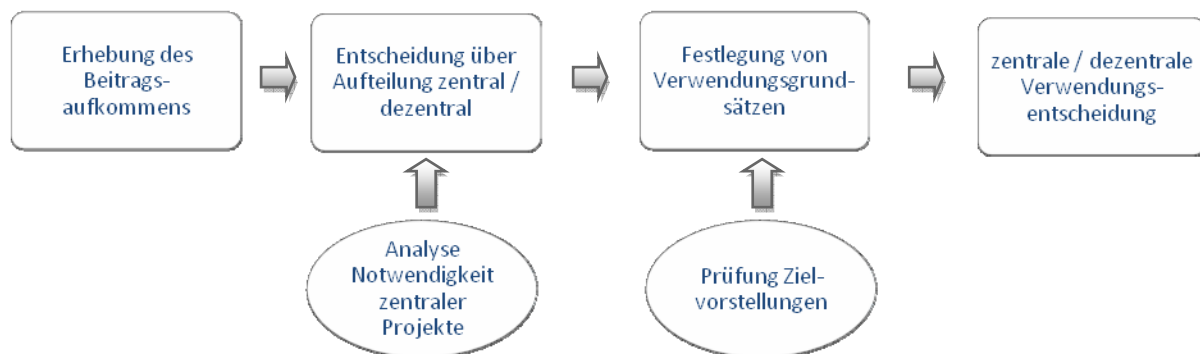 Erhebung des
Beitrags-
aufkommens
Entscheidung über
Aufteilung zentral /
dezentral
Festlegung von
Verwendungsgrund-
sätzen
zentrale / dezentrale
Verwendungs-
entscheidung
Analyse
Notwendigkeit
zentraler
Projekte
Prüfung Ziel-
vorstellungen